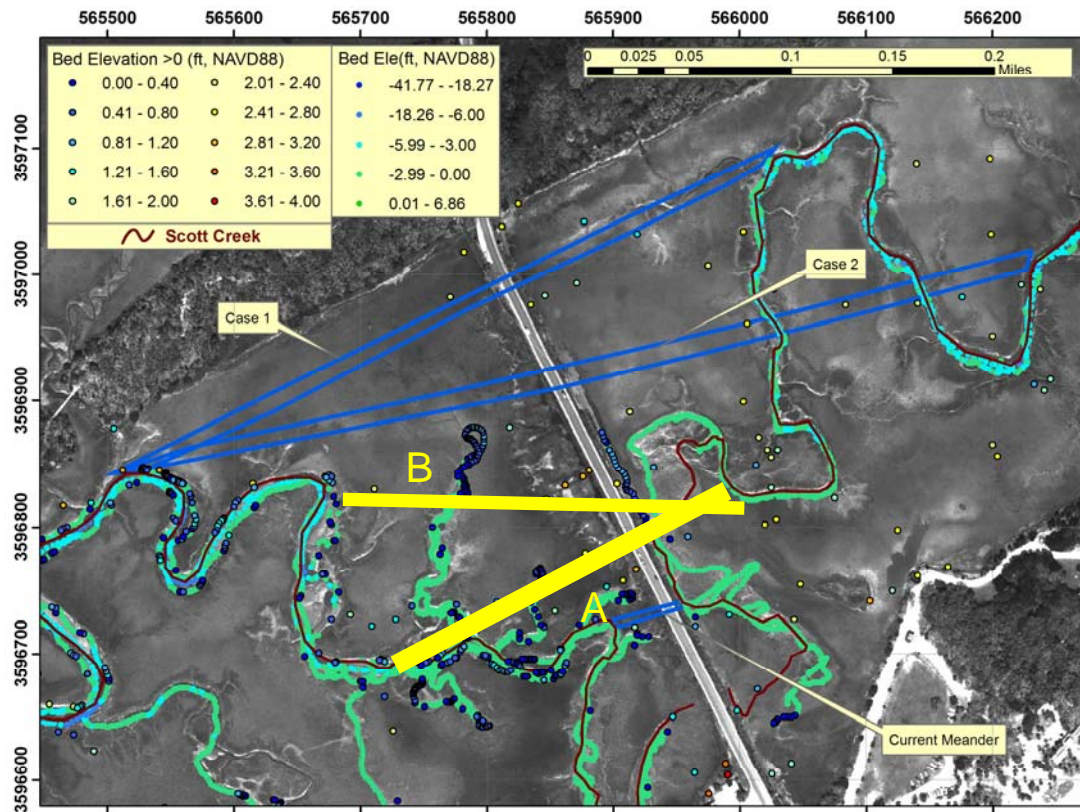 565500 565600 565700 565800 565900 566000 566100 566200
Bed Elevation >0 (ft, NAVD88)
0.00 - 0.40 2.01 - 2.40
0.41 - 0.80 2.41 - 2.80
0.81 - 1.20 2.81 - 3.20
1.21 - 1.60 3.21 - 3.60
1.61 - 2.00 3.61 - 4.00
Scott Creek
Bed Ele(ft, NAVD88)
-41.77 - -18.27
-18.26 - -6.00
-5.99 - -3.00
-2.99 - 0.00
0.01 - 6.86
0 0.025 0.05 0.1 0.15 0.2
Miles
3597100
3597000
3596900
3596800
3596700
3596600
Case 2
Case 1
B
A
Current Meander